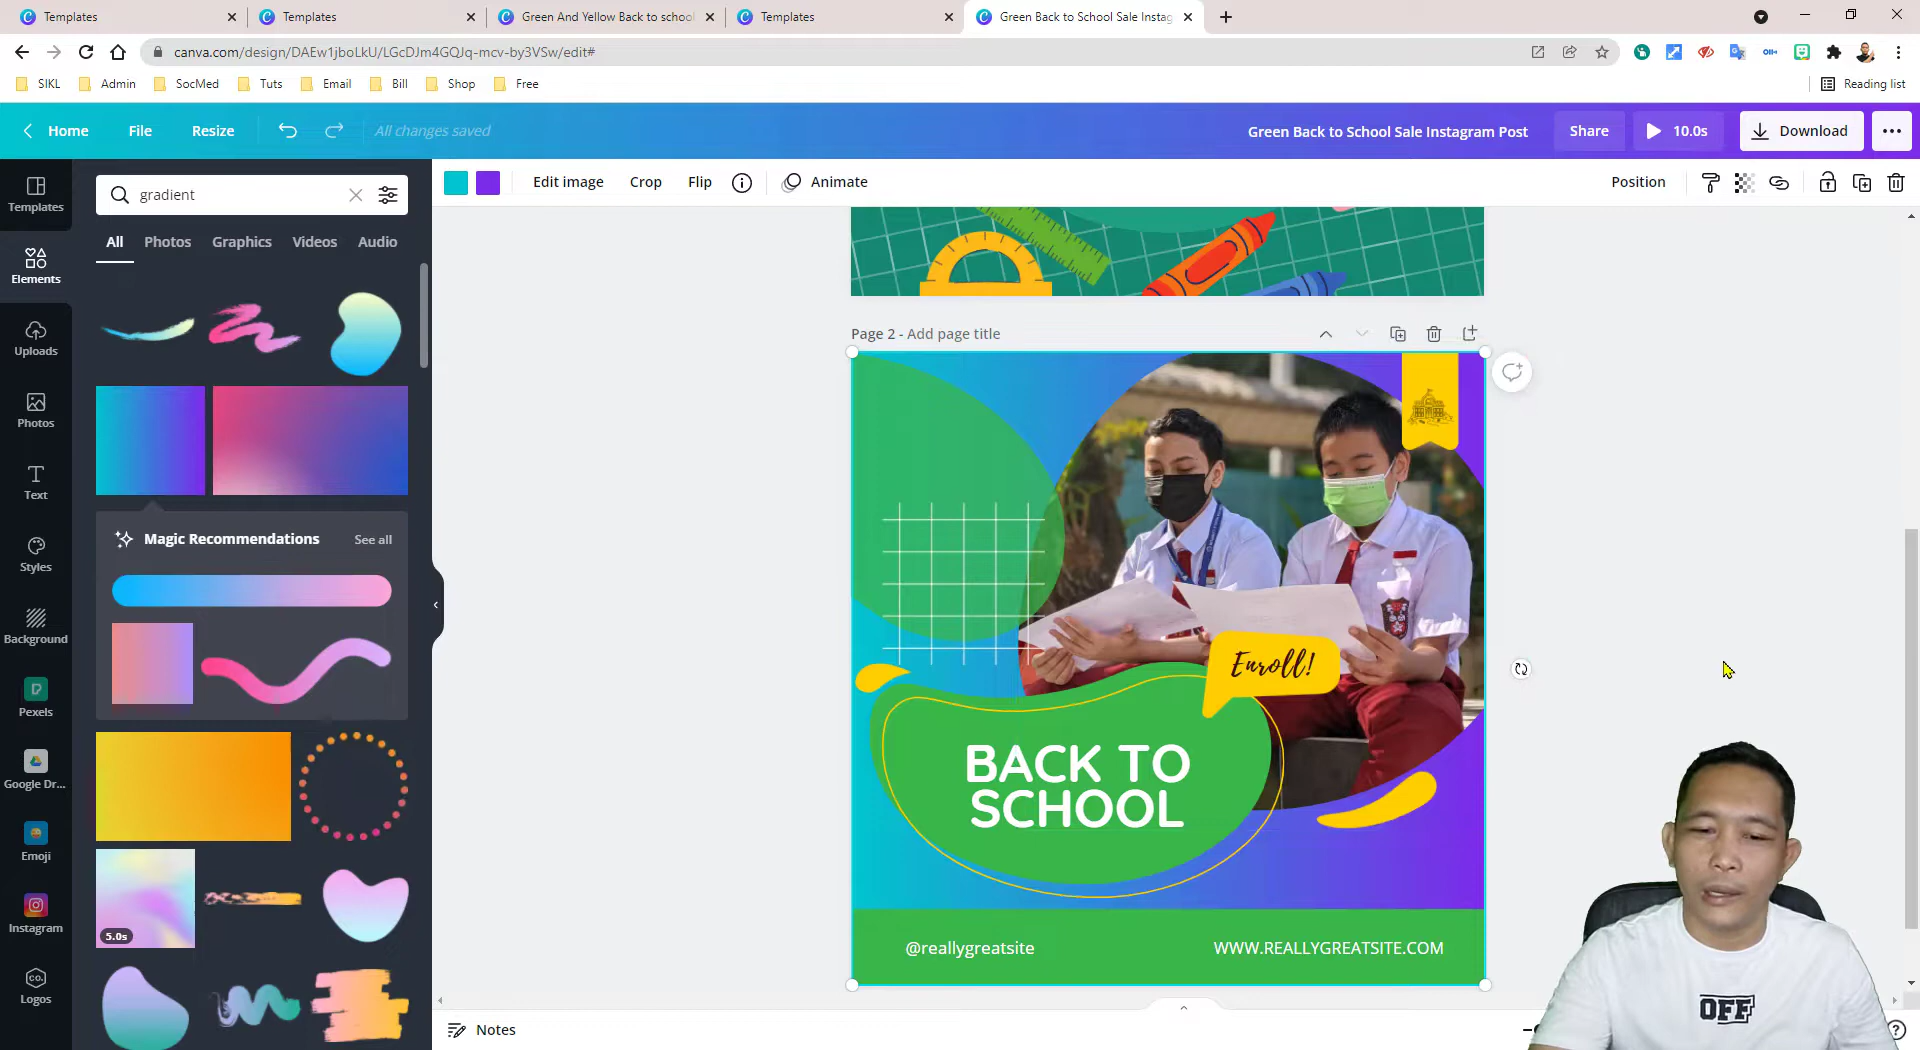 Templates
Templates
Green And Yellow Back to school
Templates
Green Back to School Sale Instag
canva.com/design/DAEw1jboLkU/LGcDJm4GQJq-mcv-by3VSw/edit#
SIKL
Admin
SocMed
Tuts
Email
Bill
Shop
Free
Reading list
Home
File
Resize
All changes saved
Green Back to School Sale Instagram Post
Share
10.0s
Download
gradient
Edit image
Crop
Flip
Animate
Position
All
Photos
Graphics
Videos
Audio
Templates
Elements
Uploads
Photos
Text
Styles
Background
Pexels
Google Dr...
Emoji
Instagram
CO.
Logos
Magic Recommendations
See all
5.0s
Page 2 - Add page title
Enroll!
BACK TO
SCHOOL
@reallygreatsite
WWW.REALLYGREATSITE.COM
OFF
Notes